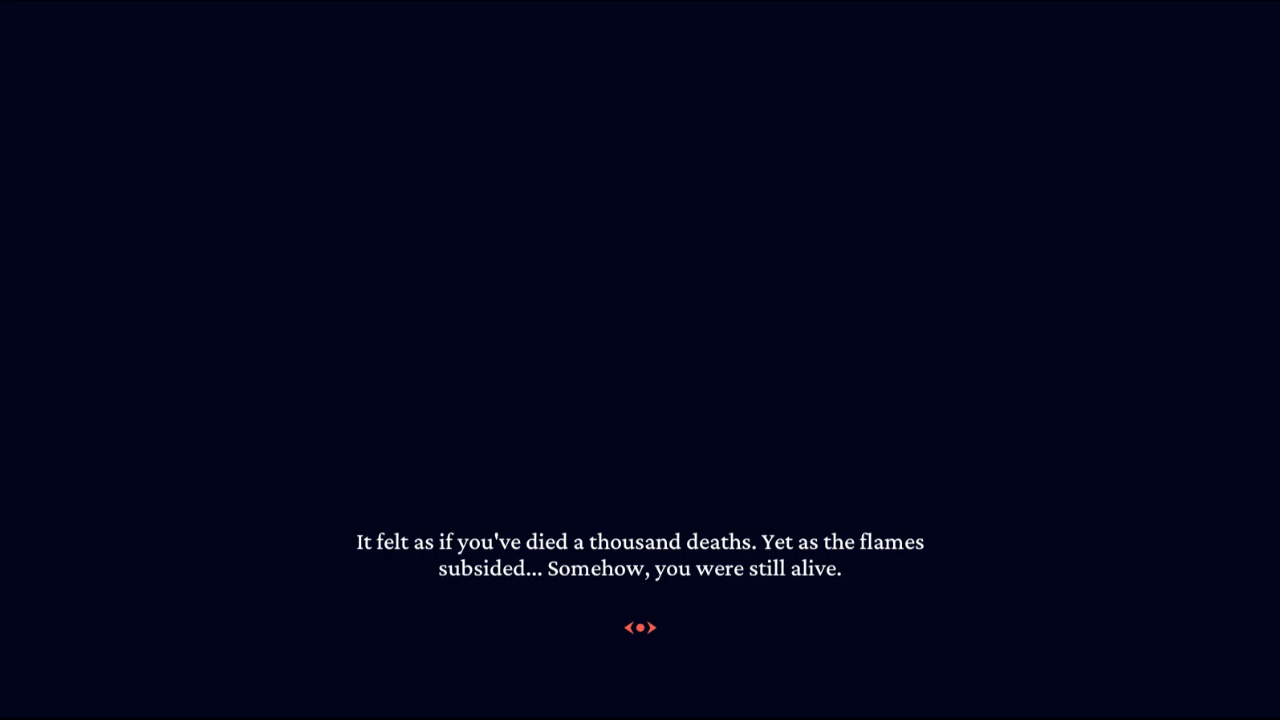 It felt as if you've died a thousand deaths. Yet as the flames
subsided... Somehow, you were still alive.